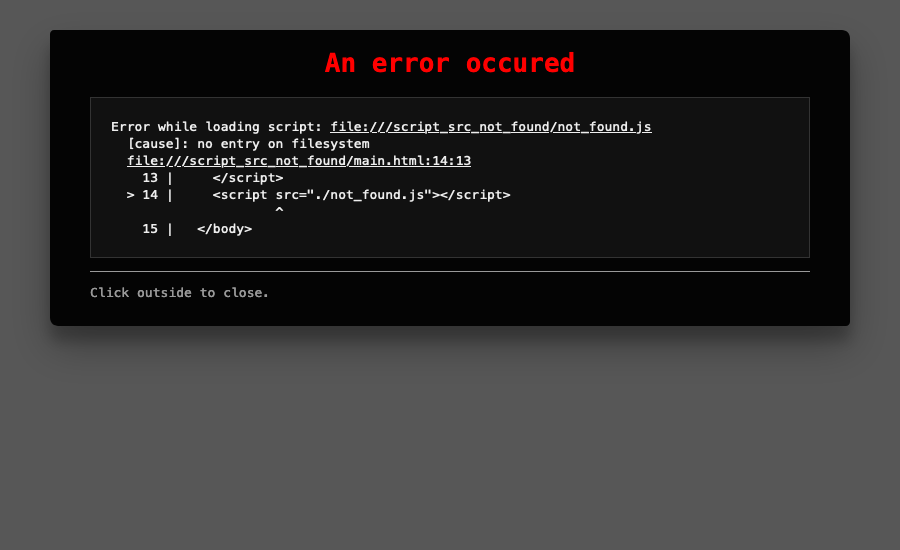 An error occured
Error while loading script: file:///script_src_not_found/not_found.js
  [cause]: no entry on filesystem
  file:///script_src_not_found/main.html:14:13
    13 |     </script>
  > 14 |     <script src="./not_found.js"></script>
                     ^
    15 |   </body>
Click outside to close.